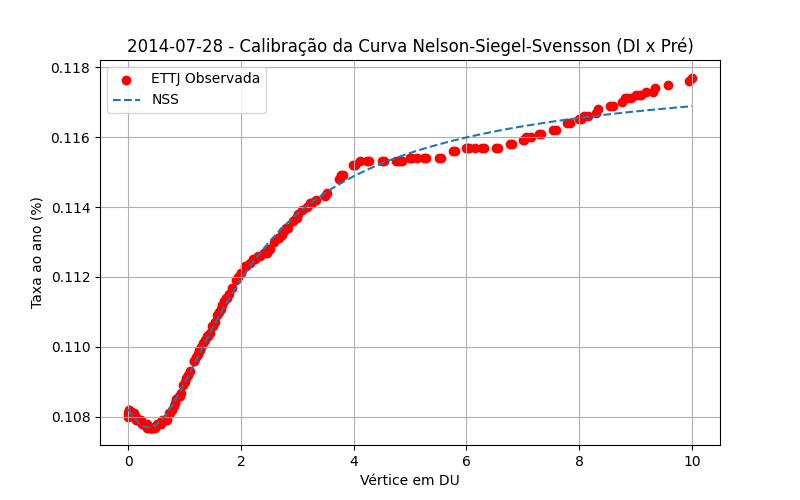 2014-07-28 - Calibração da Curva Nelson-Siegel-Svensson (DI x Pré)
ETTJ Observada
NSS
Taxa ao ano (%)
0.118
0.116
0.114
0.112
0.110
0.108
0 2 4 6 8 10
Vértice em DU